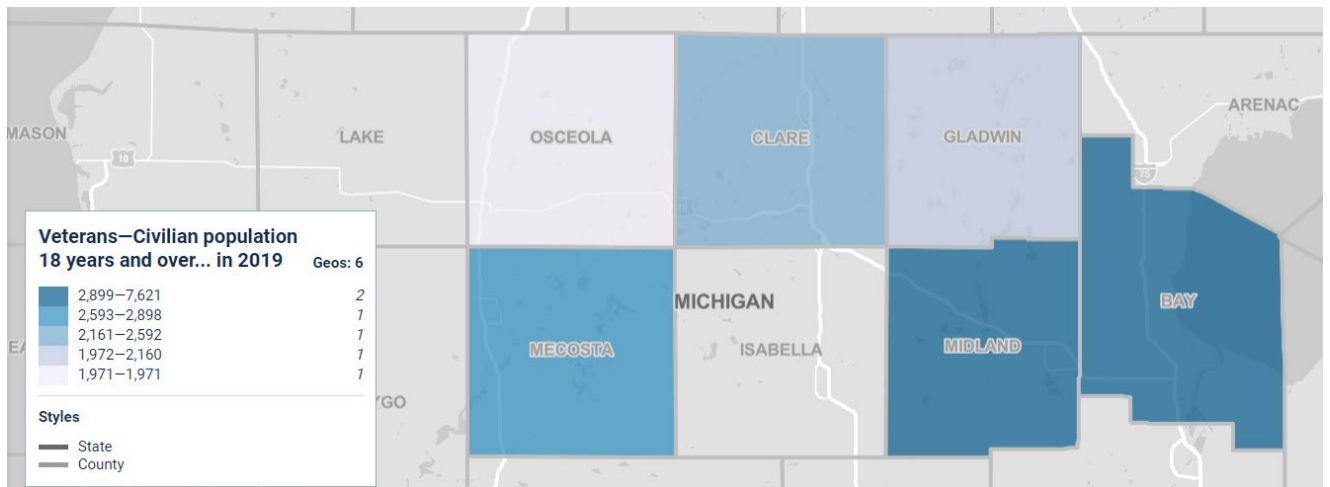 ARENAC
MASON
10
LAKE
OSCEOLA
CLARE
GLADWIN
75
Veterans—Civilian population
18 years and over... in 2019 Geos: 6
2,899—7,621 2
2,593—2,898 1
2,161—2,592 1
1,972—2,160 1
1,971—1,971 1
Styles
State
County
MICHIGAN
BAY
MECOSTA
ISABELLA
MIDLAND
YGO